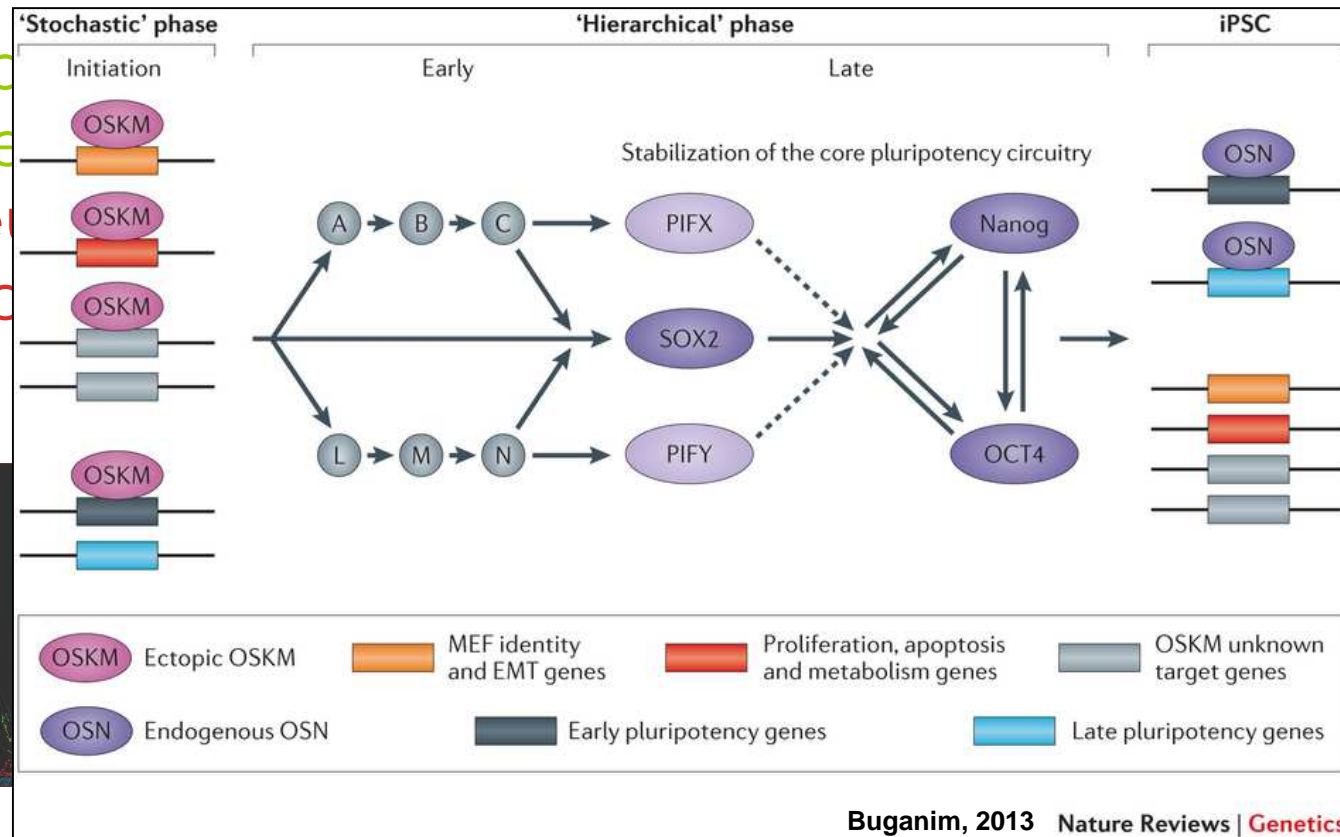 'Stochastic' phase
'Hierarchical' phase
iPSC
Initiation
Early
Late
OSKM
OSKM
OSKM
OSKM
Stabilization of the core pluripotency circuitry
A
B
C
PIFX
Nanog
SOX2
L
M
N
PIFY
OCT4
OSN
OSN
OSKM Ectopic OSKM
MEF identity
and EMT genes
Proliferation, apoptosis
and metabolism genes
OSKM unknown
target genes
OSN Endogenous OSN
Early pluripotency genes
Late pluripotency genes
Buganim, 2013 Nature Reviews | Genetics